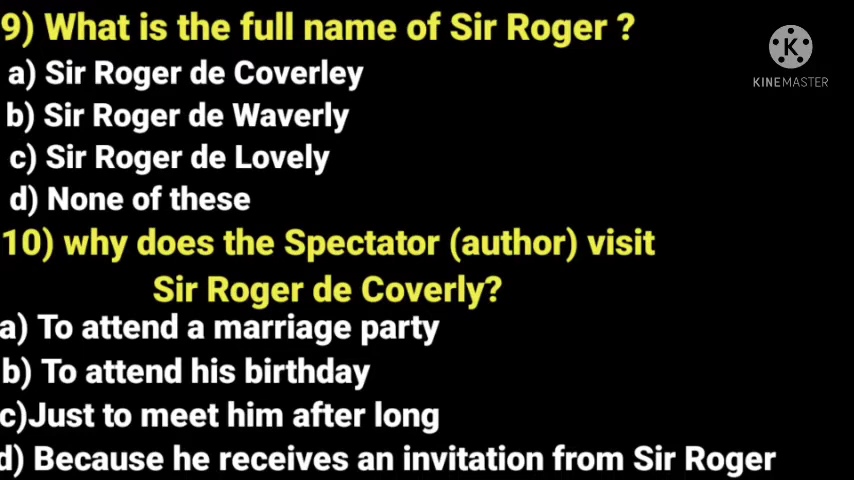 9) What is the full name of Sir Roger ?
K
KINEMASTER
a) Sir Roger de Coverley
b) Sir Roger de Waverly
c) Sir Roger de Lovely
d) None of these
10) why does the Spectator (author) visit
Sir Roger de Coverly?
a) To attend a marriage party
b) To attend his birthday
c)Just to meet him after long
d) Because he receives an invitation from Sir Roger